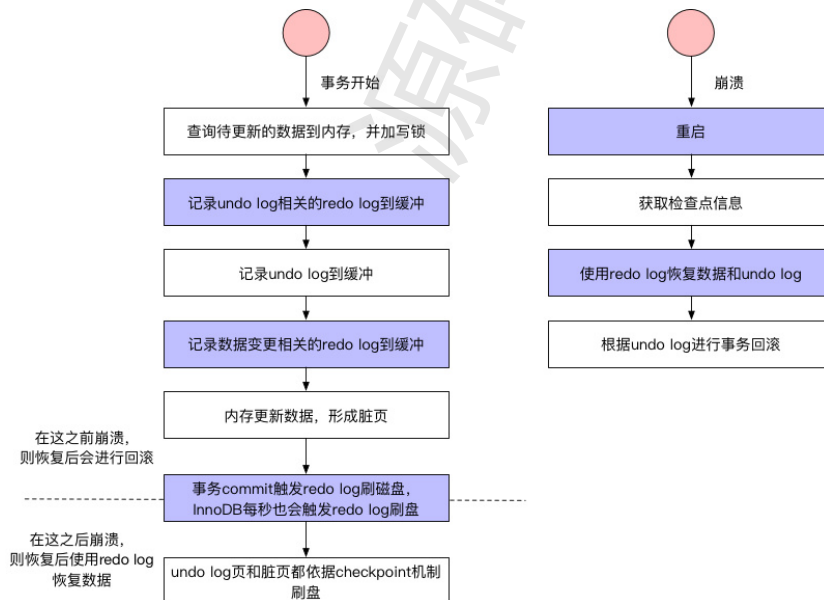 源码
事务开始
查询待更新的数据到内存，并加写锁
记录undo log相关的redo log到缓冲
记录undo log到缓冲
记录数据变更相关的redo log到缓冲
内存更新数据，形成脏页
在这之前崩溃，
则恢复后会进行回滚
事务commit触发redo log刷磁盘，
InnoDB每秒也会触发redo log刷盘
在这之后崩溃，
则恢复后使用redo log
恢复数据
undo log页和脏页都依据checkpoint机制
刷盘
崩溃
重启
获取检查点信息
使用redo log恢复数据和undo log
根据undo log进行事务回滚